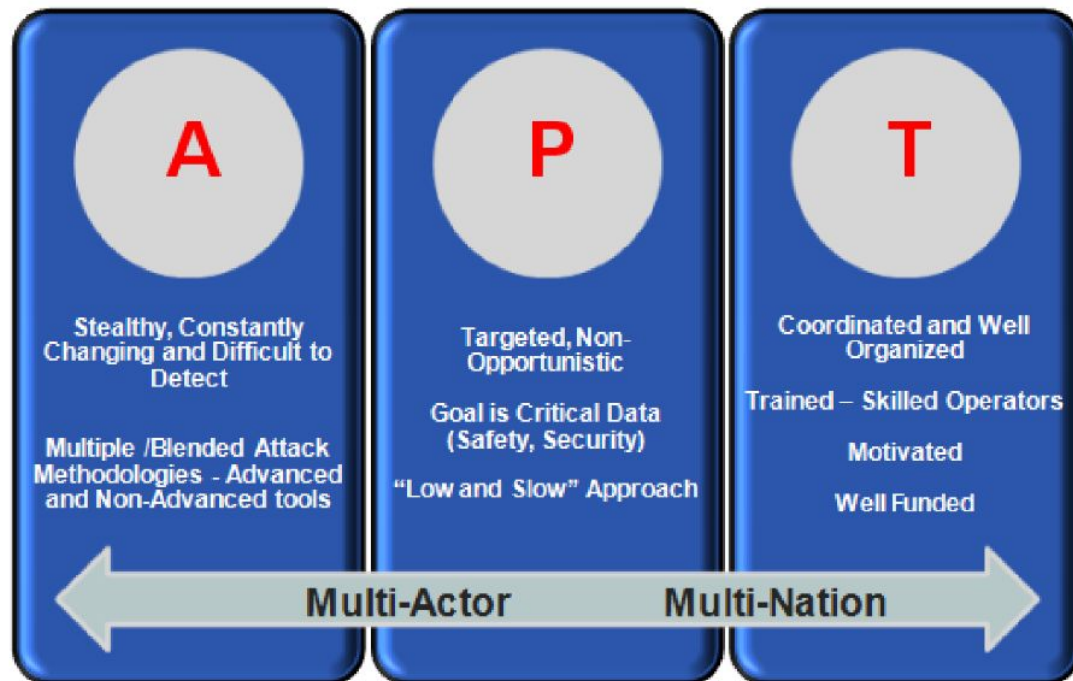 A
Stealthy, Constantly
Changing and Difficult to
Detect
Multiple /Blended Attack
Methodologies - Advanced
and Non-Advanced tools
P
Targeted, Non-
Opportunistic
Goal is Critical Data
(Safety, Security)
“Low and Slow” Approach
T
Coordinated and Well
Organized
Trained – Skilled Operators
Motivated
Well Funded
Multi-Actor
Multi-Nation